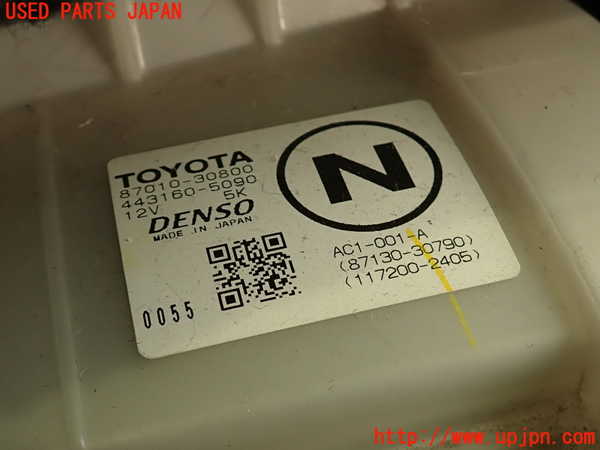 USED PARTS JAPAN
TOYOTA
87010-30800
443160-5090
12V 5K
DENSO
MADE IN JAPAN
N
AC1-001-A
(87130-30790)
(117200-2405)
0055
http://www.upjpn.com/